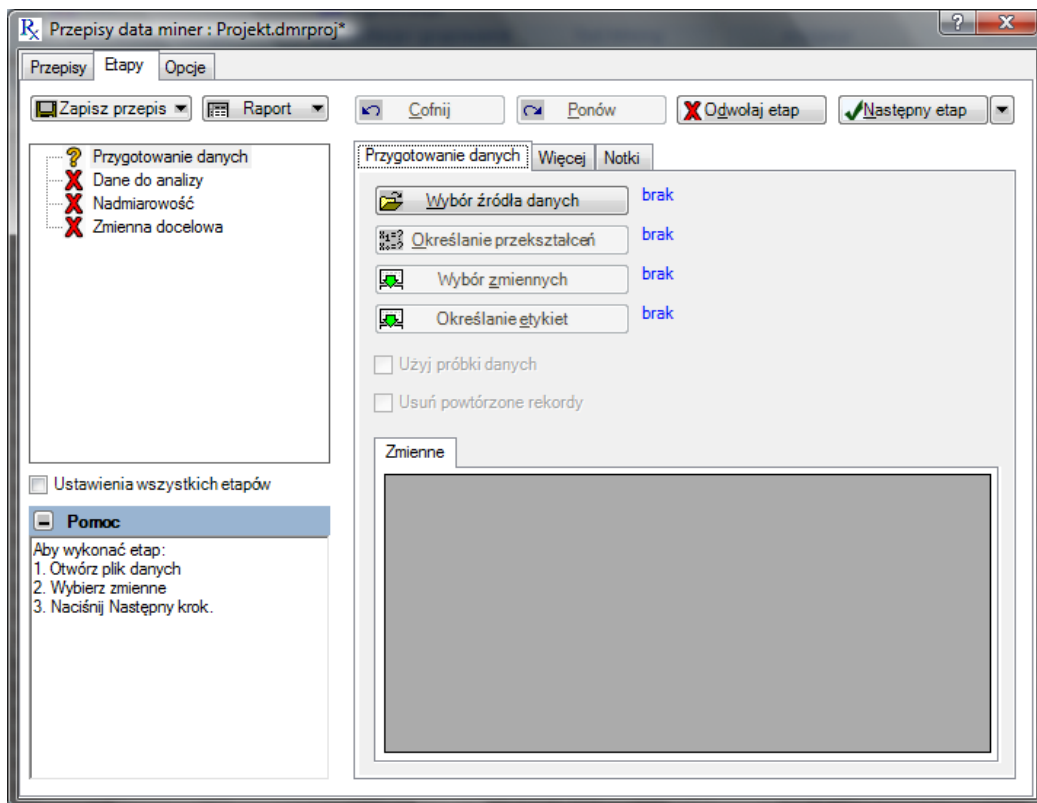 Przepisy data miner : Projekt.dmrproj*
Przepisy Etapy Opcje
Zapisz przepis Raport Cofnij Ponów Odwołaj etap Następny etap
Przygotowanie danych
Dane do analizy
Nadmiarowość
Zmienna docelowa
Ustawienia wszystkich etapów
Pomoc
Aby wykonać etap:
1. Otwórz plik danych
2. Wybierz zmienne
3. Naciśnij Następny krok.
Przygotowanie danych Więcej Notki
Wybór źródła danych brak
Określanie przekształceń brak
Wybór zmiennych brak
Określanie etykiet brak
Użyj próbki danych
Usuń powtórzone rekordy
Zmienne